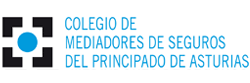 COLEGIO DE
MEDIADORES DE SEGUROS
DEL PRINCIPADO DE ASTURIAS